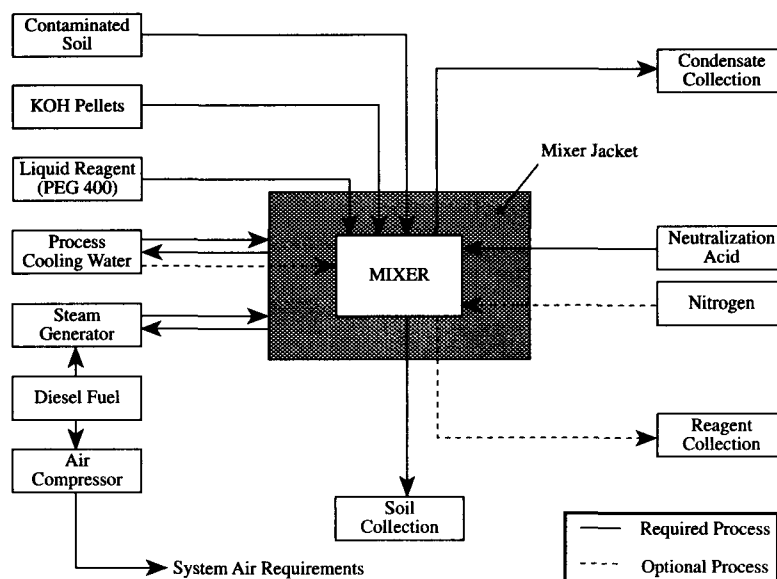 Contaminated
Soil
KOH Pellets
Liquid Reagent
(PEG 400)
Process
Cooling Water
Steam
Generator
Diesel Fuel
Air
Compressor
System Air Requirements
MIXER
Mixer Jacket
Condensate
Collection
Neutralization
Acid
Nitrogen
Reagent
Collection
Soil
Collection
Required Process
Optional Process